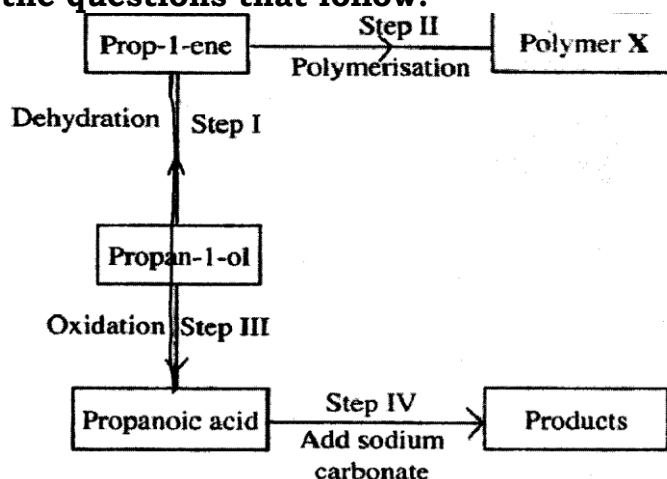 the questions that follow.
Prop-1-ene
Step II
Polymerisation
Polymer X
Dehydration
Step I
Propan-1-ol
Oxidation
Step III
Propanoic acid
Step IV
Add sodium
carbonate
Products